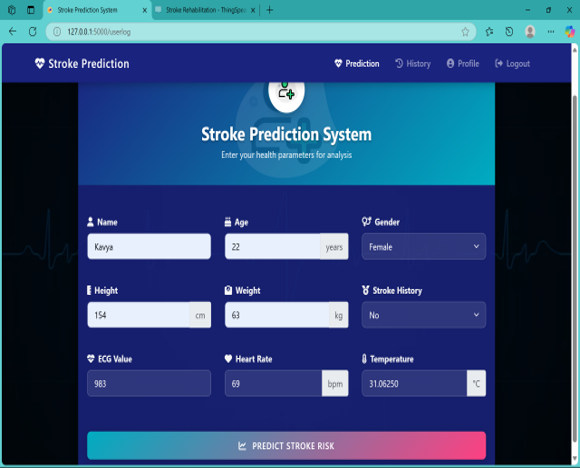 Stroke Prediction System
Stroke Rehabilitation - ThingSpe
127.0.0.1:5000/userlog
Stroke Prediction
Prediction
History
Profile
Logout
Stroke Prediction System
Enter your health parameters for analysis
Name
Age
Gender
Kavya
22
years
Female
Height
Weight
Stroke History
154
cm
63
kg
No
ECG Value
Heart Rate
Temperature
983
69
bpm
31.06250
°C
PREDICT STROKE RISK